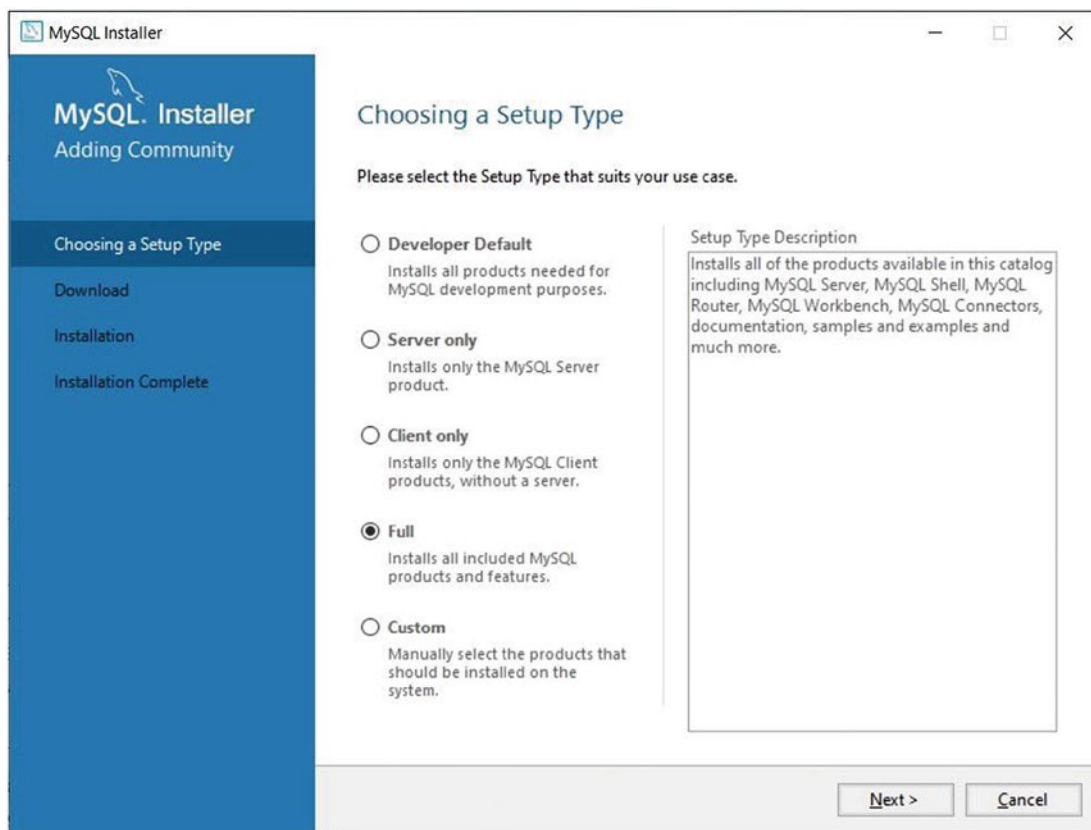 MySQL Installer
MySQL. Installer
Adding Community
Choosing a Setup Type
Download
Installation
Installation Complete
Choosing a Setup Type
Please select the Setup Type that suits your use case.
Developer Default
Installs all products needed for
MySQL development purposes.
Server only
Installs only the MySQL Server
product.
Client only
Installs only the MySQL Client
products, without a server.
Full
Installs all included MySQL
products and features.
Custom
Manually select the products that
should be installed on the
system.
Setup Type Description
Installs all of the products available in this catalog
including MySQL Server, MySQL Shell, MySQL
Router, MySQL Workbench, MySQL Connectors,
documentation, samples and examples and
much more.
Next >
Cancel